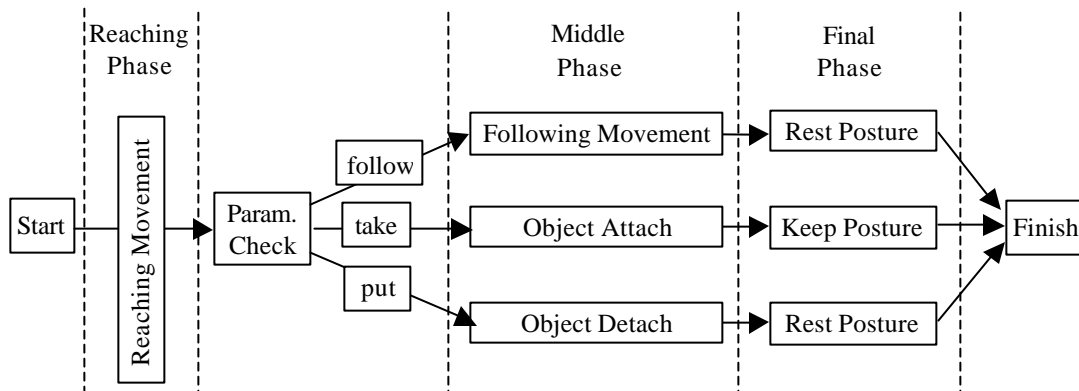 Reaching
Phase
Middle
Phase
Final
Phase
Start
Reaching Movement
Param.
Check
follow
take
put
Following Movement
Object Attach
Object Detach
Rest Posture
Keep Posture
Rest Posture
Finish